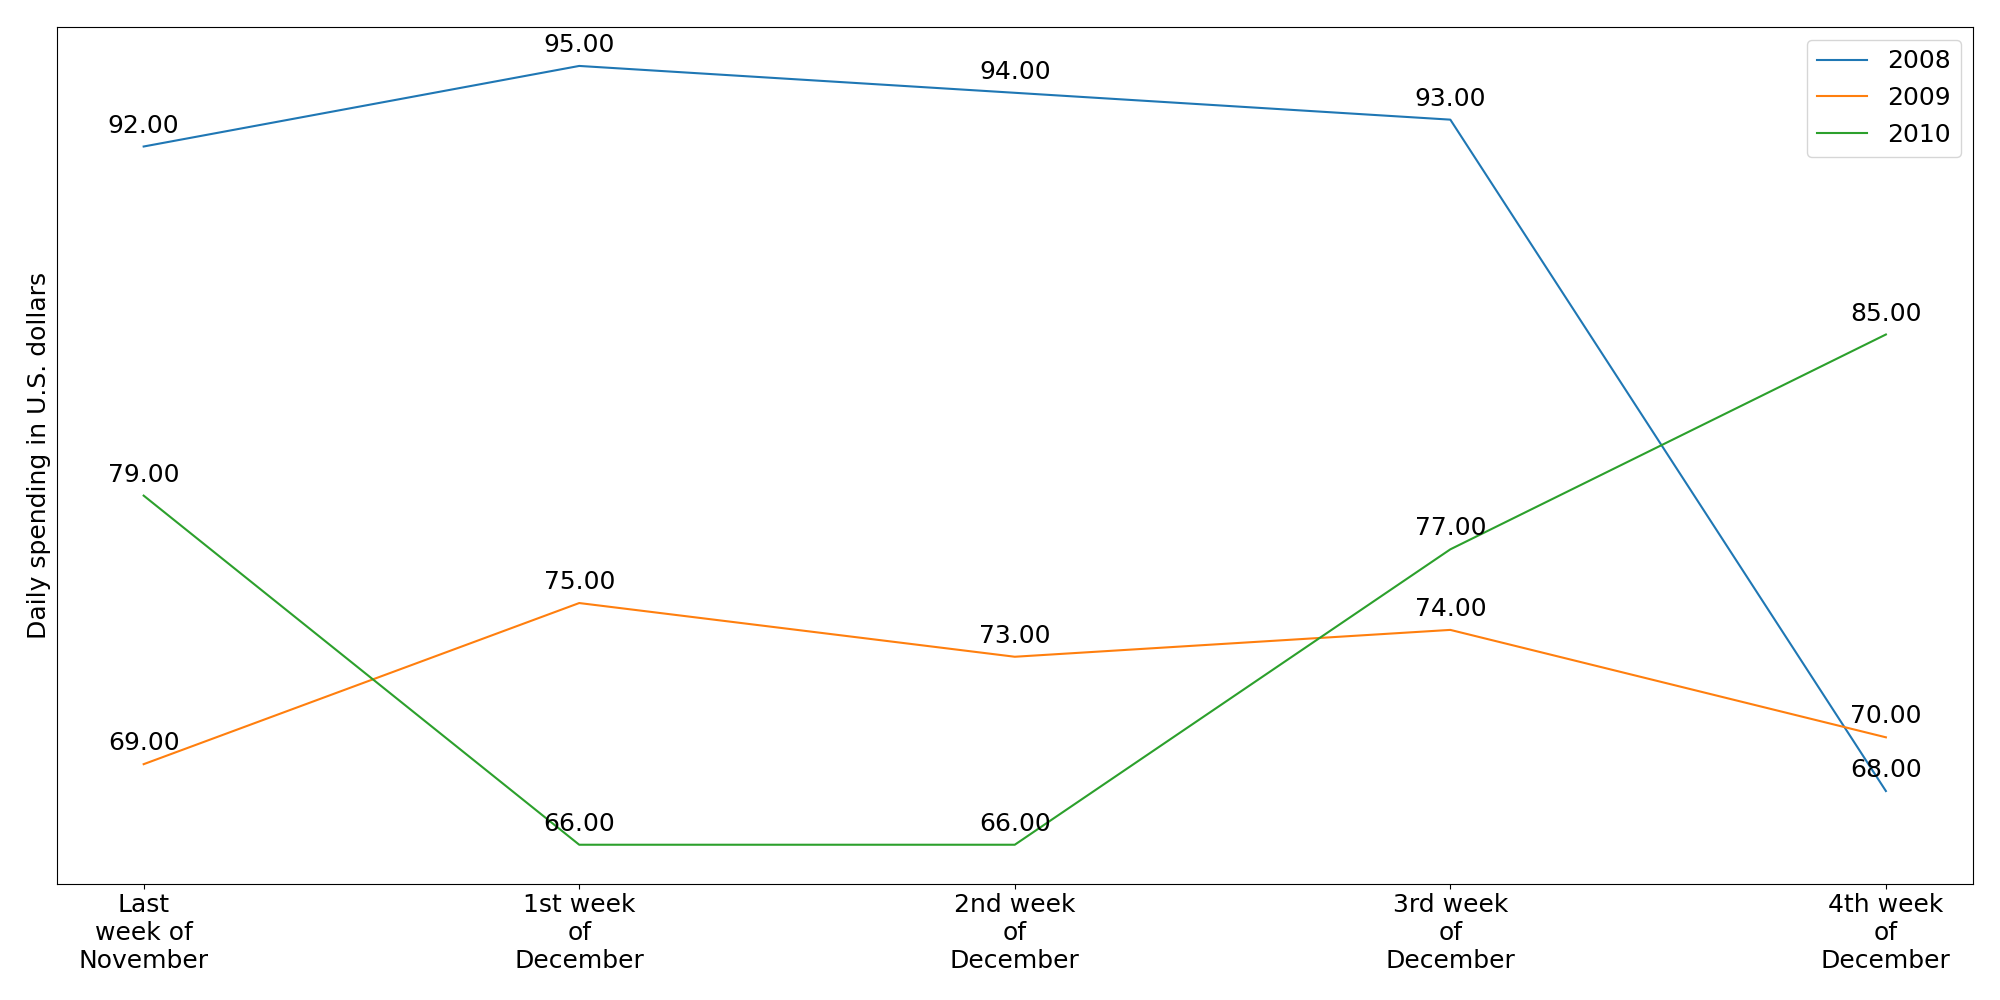 95.00
2008
94.00
2009
93.00
92.00
2010
85.00
Daily spending in U.S. dollars
79.00
77.00
75.00
74.00
73.00
69.00
70.00
68.00
66.00
66.00
Last
week of
November
1st week
of
December
2nd week
of
December
3rd week
of
December
4th week
of
December